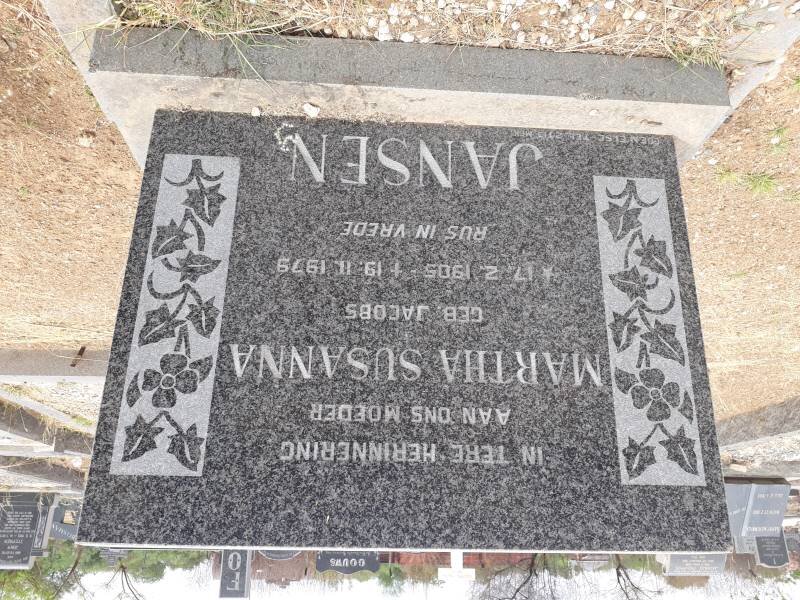 IN TERE HERINNERING
AAN ONS MOEDER
MARTHA SUSANNA
GEB. JACOBS
* 17. 2. 1905 - † 19. 11. 1979
RUS IN VREDE
JANSEN
GOUWS